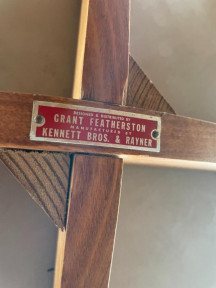 DESIGNED & DISTRIBUTED BY
GRANT FEATHERSTON
MANUFACTURED BY
KENNETT BROS. & RAYNER